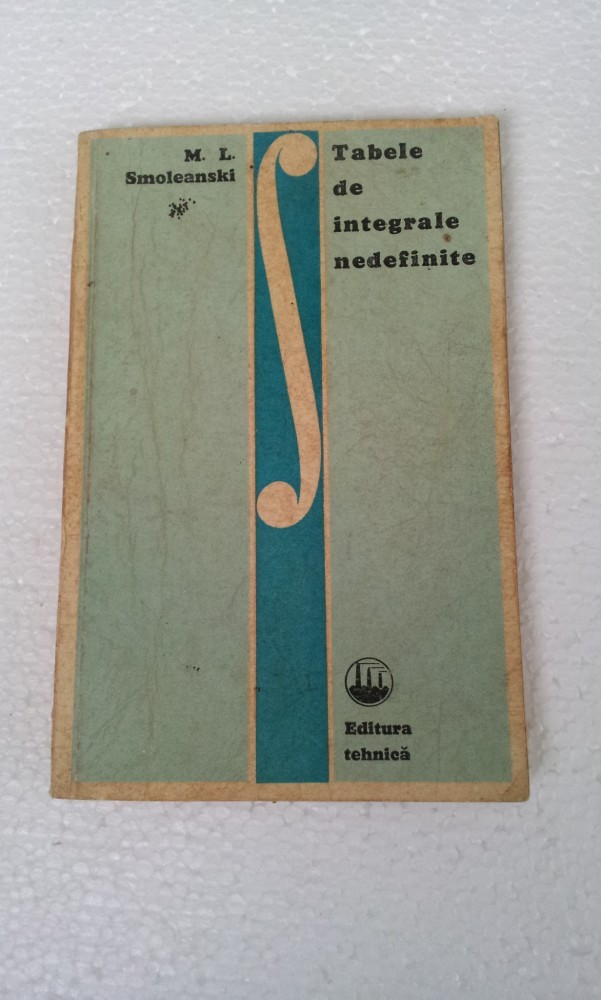 M. L.
Smoleanski
Tabele
de
integrale
nedefinite
Editura
tehnică